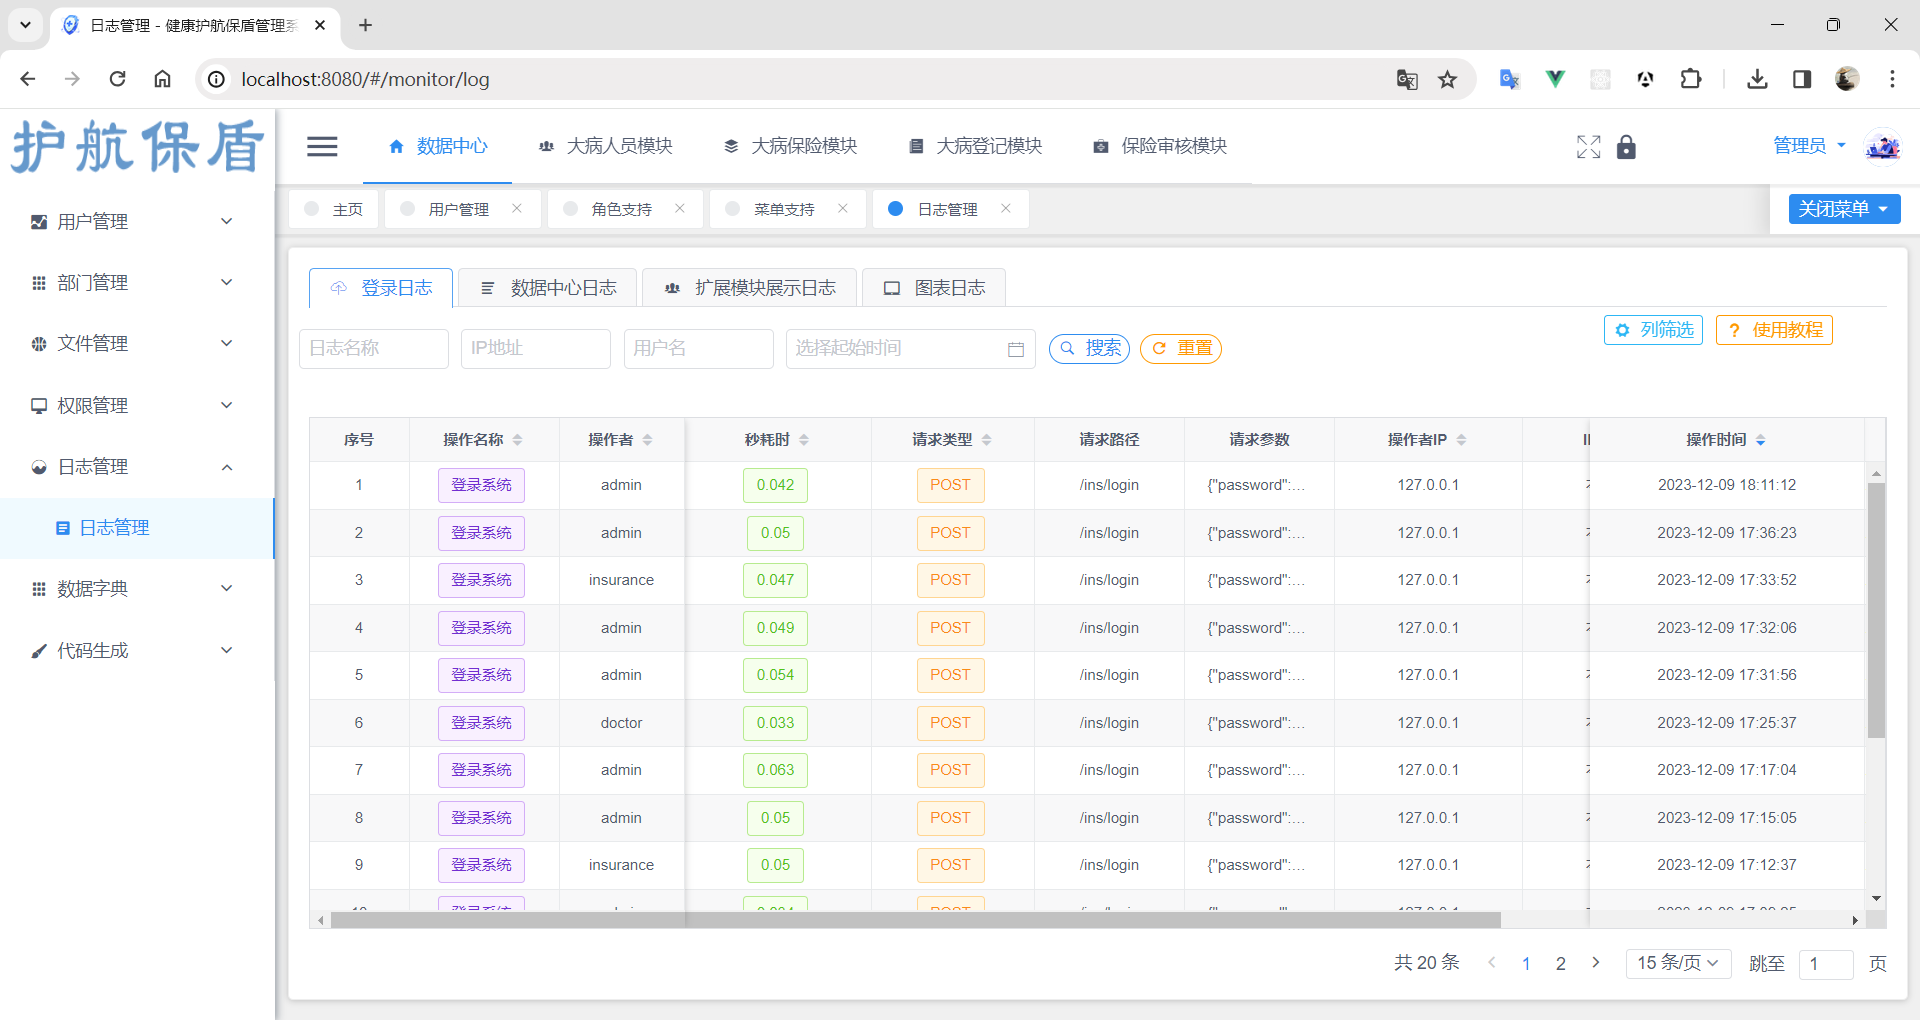 日志管理 - 健康护航保盾管理系
localhost:8080/#/monitor/log
护航保盾
数据中心
大病人员模块
大病保险模块
大病登记模块
保险审核模块
管理员
主页
用户管理
角色支持
菜单支持
日志管理
关闭菜单
用户管理
部门管理
文件管理
权限管理
日志管理
日志管理
数据字典
代码生成
登录日志
数据中心日志
扩展模块展示日志
图表日志
日志名称
IP地址
用户名
选择起始时间
搜索
重置
列筛选
? 使用教程
序号 操作名称 操作者 秒耗时 请求类型 请求路径 请求参数 操作者IP 操作时间
1 登录系统 admin 0.042 POST /ins/login {"password":... 127.0.0.1 2023-12-09 18:11:12
2 登录系统 admin 0.05 POST /ins/login {"password":... 127.0.0.1 2023-12-09 17:36:23
3 登录系统 insurance 0.047 POST /ins/login {"password":... 127.0.0.1 2023-12-09 17:33:52
4 登录系统 admin 0.049 POST /ins/login {"password":... 127.0.0.1 2023-12-09 17:32:06
5 登录系统 admin 0.054 POST /ins/login {"password":... 127.0.0.1 2023-12-09 17:31:56
6 登录系统 doctor 0.033 POST /ins/login {"password":... 127.0.0.1 2023-12-09 17:25:37
7 登录系统 admin 0.063 POST /ins/login {"password":... 127.0.0.1 2023-12-09 17:17:04
8 登录系统 admin 0.05 POST /ins/login {"password":... 127.0.0.1 2023-12-09 17:15:05
9 登录系统 insurance 0.05 POST /ins/login {"password":... 127.0.0.1 2023-12-09 17:12:37
共 20 条 1 2 15 条/页 跳至 1 页